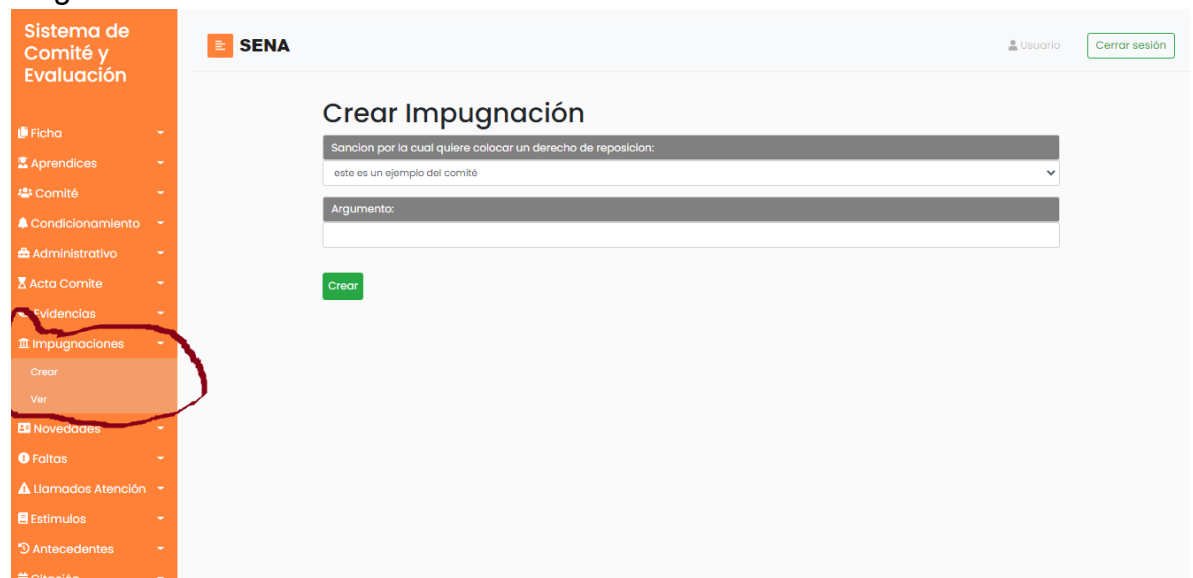 Sistema de
Comité y
Evaluación
SENA
Usuario
Cerrar sesión
Ficha
Aprendices
Comité
Condicionamiento
Administrativo
Acta Comite
Evidencias
Impugnaciones
Crear
Ver
Novedades
Faltas
Llamados Atención
Estimulos
Antecedentes
Citación
Crear Impugnación
Sancion por la cual quiere colocar un derecho de reposicion:
este es un ejemplo del comité
Argumento:
Crear